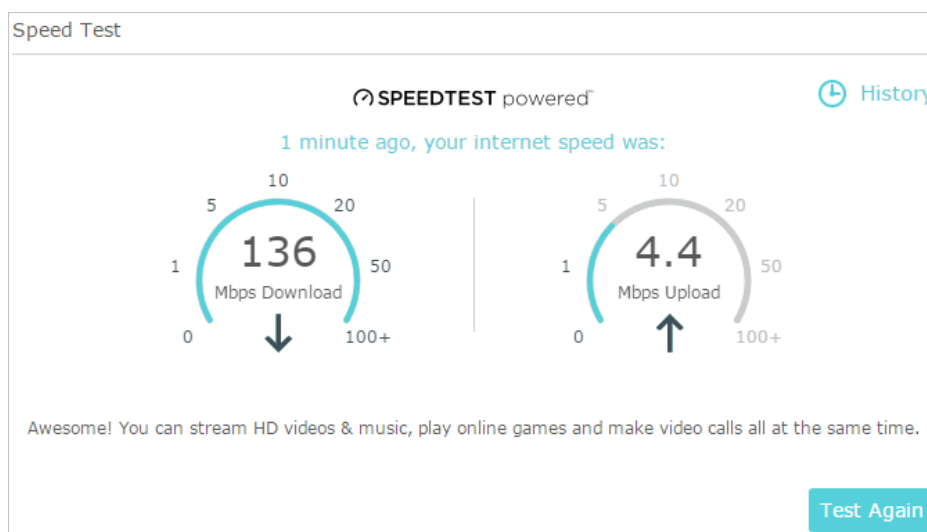 Speed Test
SPEEDTEST powered
History
1 minute ago, your internet speed was:
10
5 20
136
1 50
Mbps Download
0 100+
10
5 20
4.4
1 50
Mbps Upload
0 100+
Awesome! You can stream HD videos & music, play online games and make video calls all at the same time.
Test Again